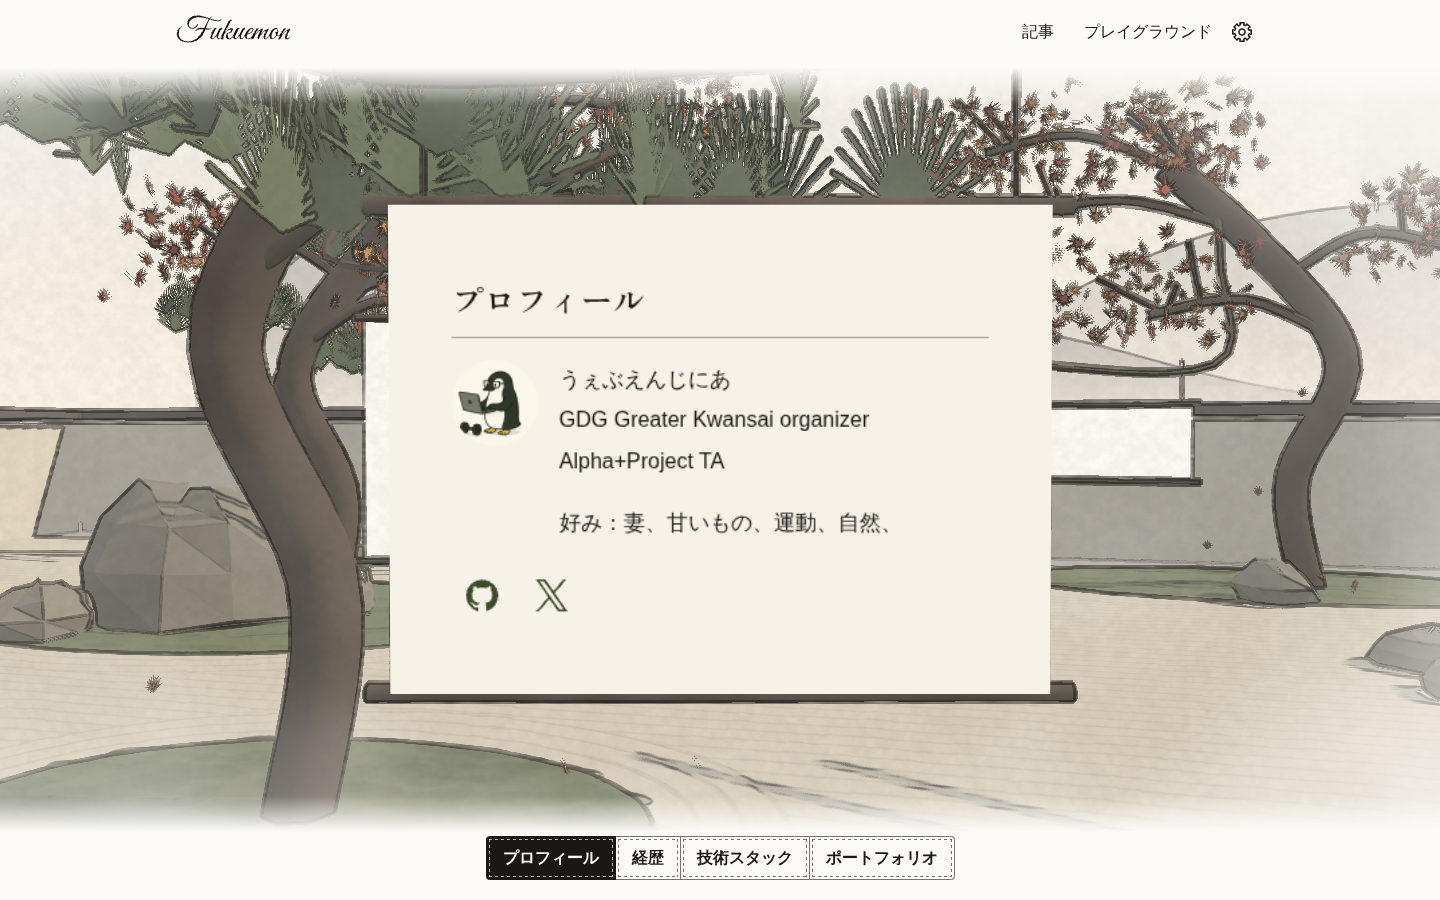 Fukuemon
記事
プレイグラウンド
プロフィール
うぇぶえんじにあ
GDG Greater Kwansai organizer
Alpha+Project TA
好み：妻、甘いもの、運動、自然、
プロフィール
経歴
技術スタック
ポートフォリオ